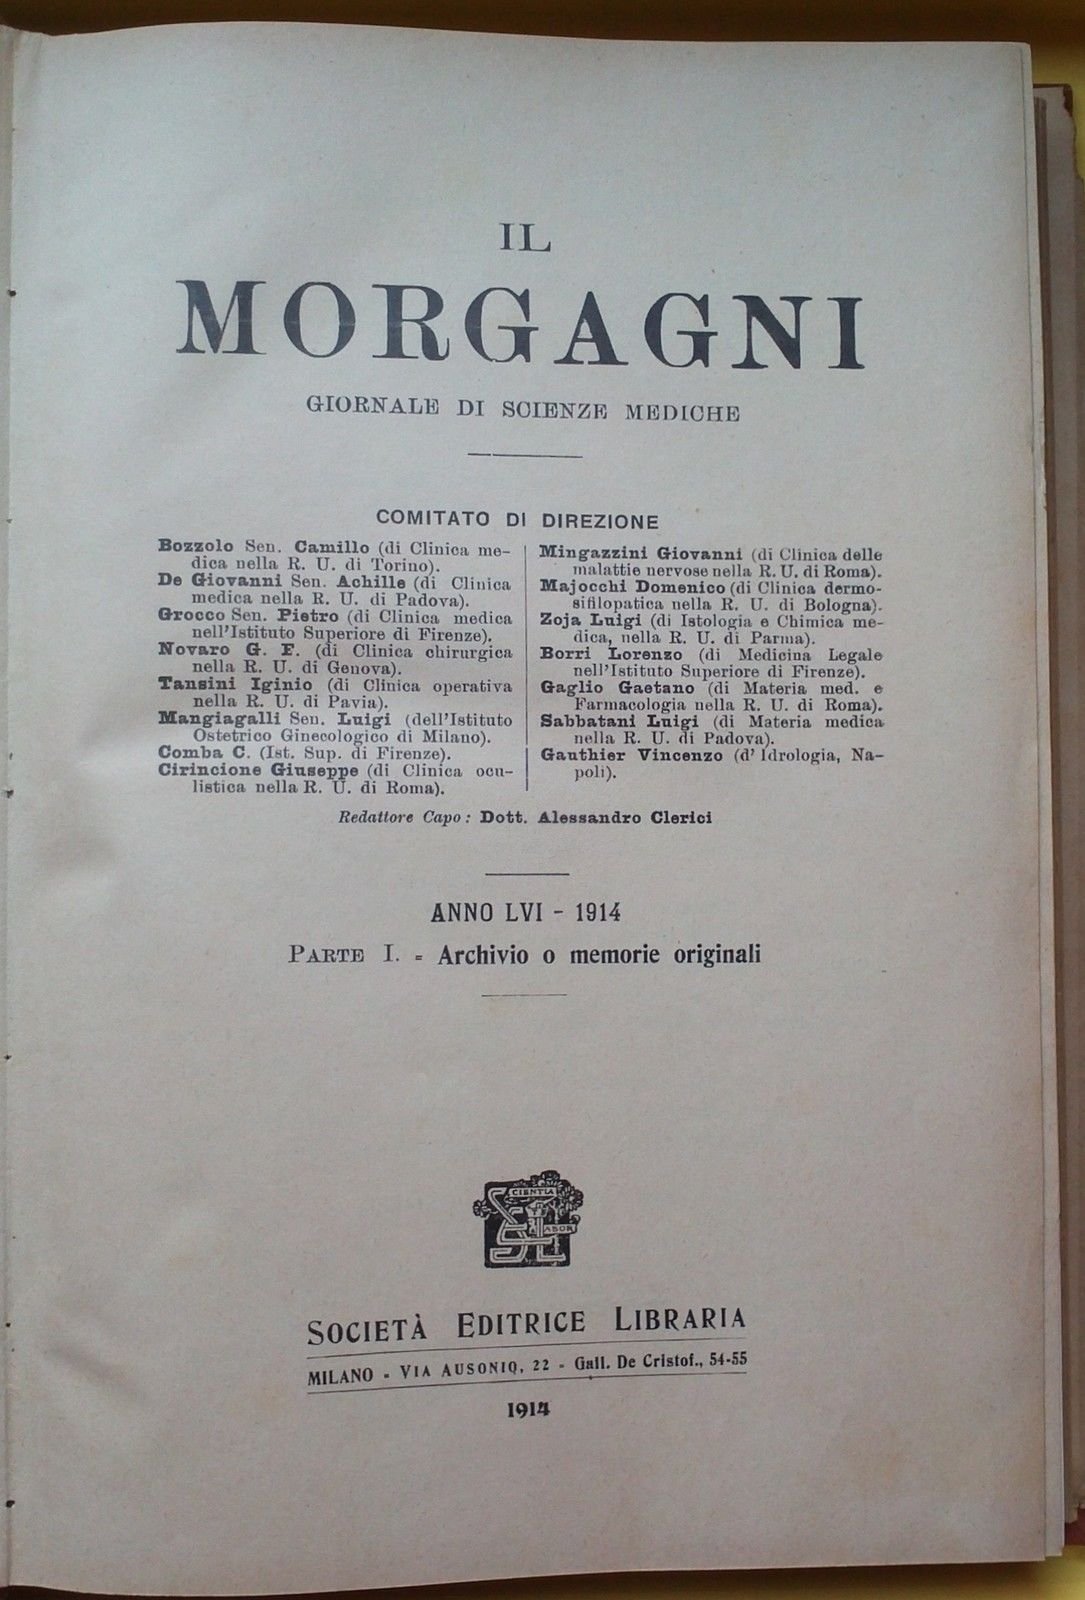 IL
MORGAGNI
GIORNALE DI SCIENZE MEDICHE
COMITATO DI DIREZIONE
Bozzolo Sen. Camillo (di Clinica me-
dica nella R. U. di Torino).
De Giovanni Sen. Achille (di Clinica
medica nella R. U. di Padova).
Grocco Sen. Pietro (di Clinica medica
nell'Istituto Superiore di Firenze).
Novaro G. F. (di Clinica chirurgica
nella R. U. di Genova).
Tansini Iginio (di Clinica operativa
nella R. U. di Pavia).
Mangiagalli Sen. Luigi (dell'Istituto
Ostetrico Ginecologico di Milano).
Comba C. (Ist. Sup. di Firenze).
Cirincione Giuseppe (di Clinica ocu-
listica nella R. U. di Roma).
Mingazzini Giovanni (di Clinica delle
malattie nervose nella R. U. di Roma).
Majocchi Domenico (di Clinica dermo-
sifilopatica nella R. U. di Bologna).
Zoja Luigi (di Istologia e Chimica me-
dica, nella R. U. di Parma).
Borri Lorenzo (di Medicina Legale
nell'Istituto Superiore di Firenze).
Gaglio Gaetano (di Materia med. e
Farmacologia nella R. U. di Roma).
Sabbatani Luigi (di Materia medica
nella R. U. di Padova).
Gauthier Vincenzo (d'Idrologia, Na-
poli).
Redattore Capo: Dott. Alessandro Clerici
ANNO LVI - 1914
PARTE I. - Archivio o memorie originali
SCIENTIA
LABOR
SOCIETÀ EDITRICE LIBRARIA
MILANO - VIA AUSONIO, 22 - Gall. De Cristof., 54-55
1914